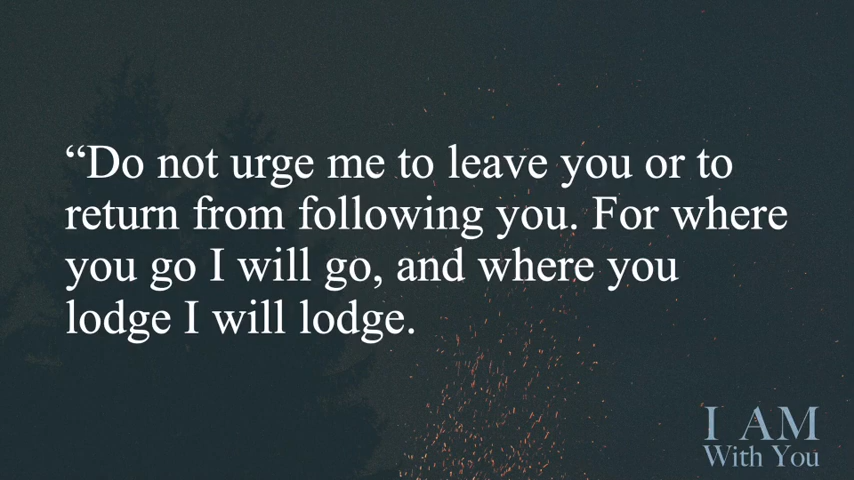 “Do not urge me to leave you or to
return from following you. For where
you go I will go, and where you
lodge I will lodge.
I AM
With You